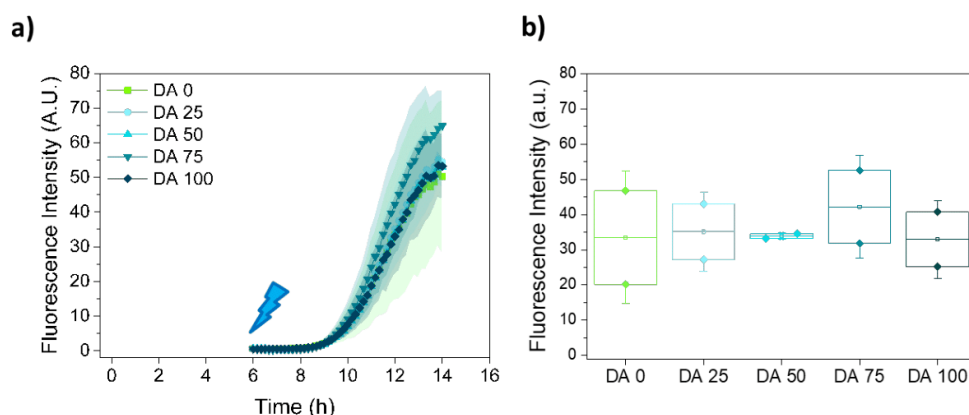 a)
Fluorescence Intensity (A.U.)
80
70
60
50
40
30
20
10
0
DA 0
DA 25
DA 50
DA 75
DA 100
0 2 4 6 8 10 12 14 16
Time (h)
b)
Fluorescence Intensity (a.u.)
80
70
60
50
40
30
20
10
0
DA 0 DA 25 DA 50 DA 75 DA 100